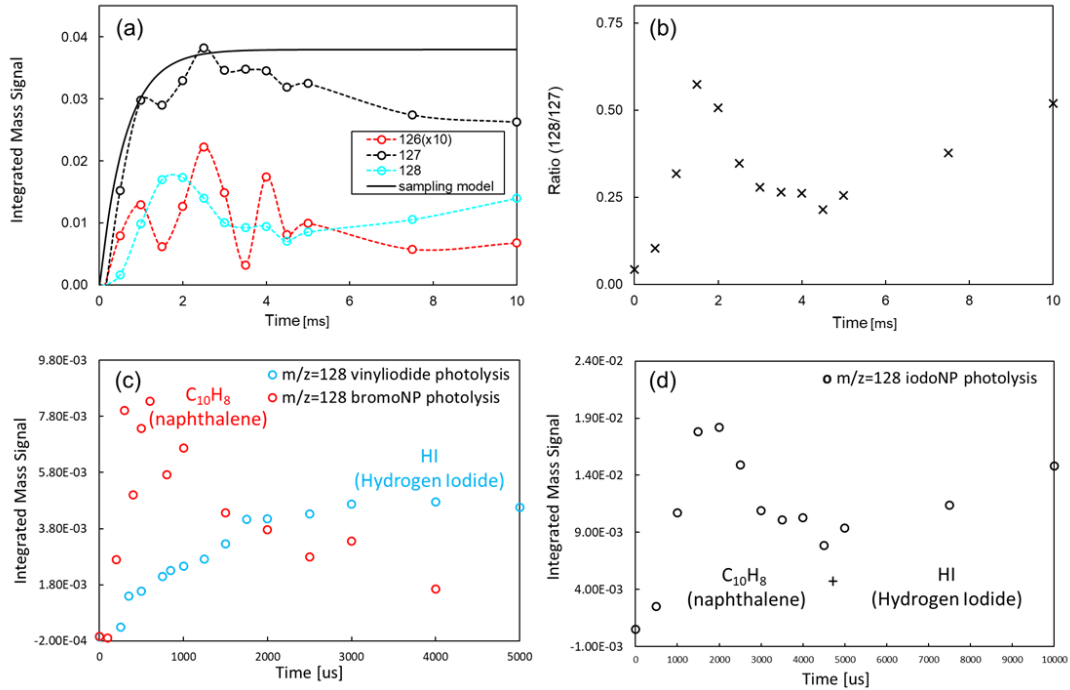 (a)
0.04
0.03
0.02
0.01
0.00
Integrated Mass Signal
126(x10)
127
128
sampling model
0 2 4 6 8 10
Time [ms]
(b)
0.75
0.50
0.25
0.00
Ratio (128/127)
0 2 4 6 8 10
Time [ms]
(c)
9.80E-03
7.80E-03
5.80E-03
3.80E-03
1.80E-03
-2.00E-04
Integrated Mass Signal
m/z=128 vinyliodide photolysis
m/z=128 bromoNP photolysis
C₁₀H₈
(naphthalene)
HI
(Hydrogen Iodide)
0 1000 2000 3000 4000 5000
Time [us]
(d)
2.40E-02
1.90E-02
1.40E-02
9.00E-03
4.00E-03
-1.00E-03
Integrated Mass Signal
m/z=128 iodoNP photolysis
C₁₀H₈ + HI
(naphthalene) (Hydrogen Iodide)
0 1000 2000 3000 4000 5000 6000 7000 8000 9000 10000
Time [us]